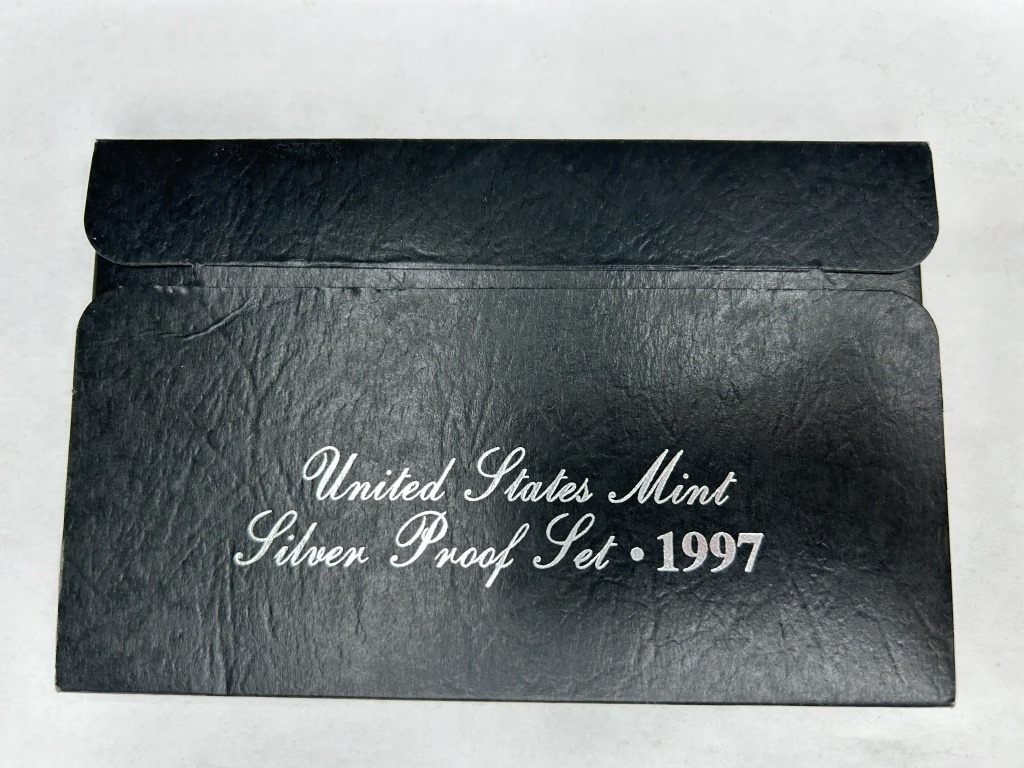 United States Mint
Silver Proof Set • 1997